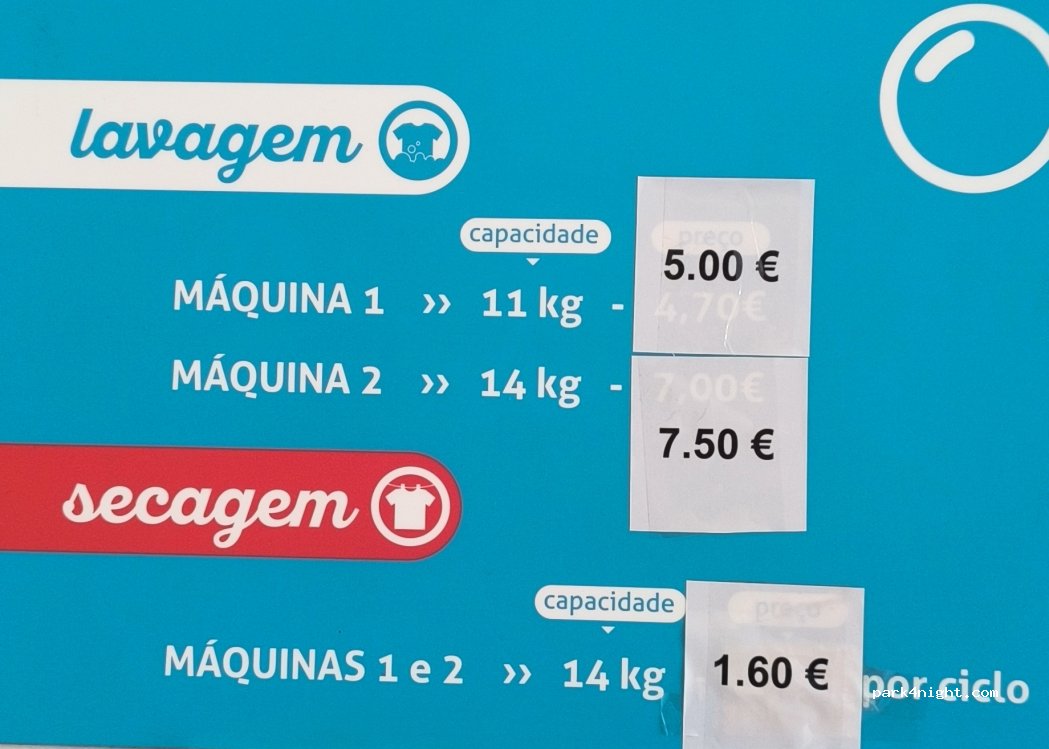 lavagem
capacidade preço
5.00 €
MÁQUINA 1 ›› 11 kg - 4,70€
MÁQUINA 2 ›› 14 kg - 7,00€
7.50 €
secagem
capacidade preço
MÁQUINAS 1 e 2 ›› 14 kg 1.60 € por ciclo
park4night.com